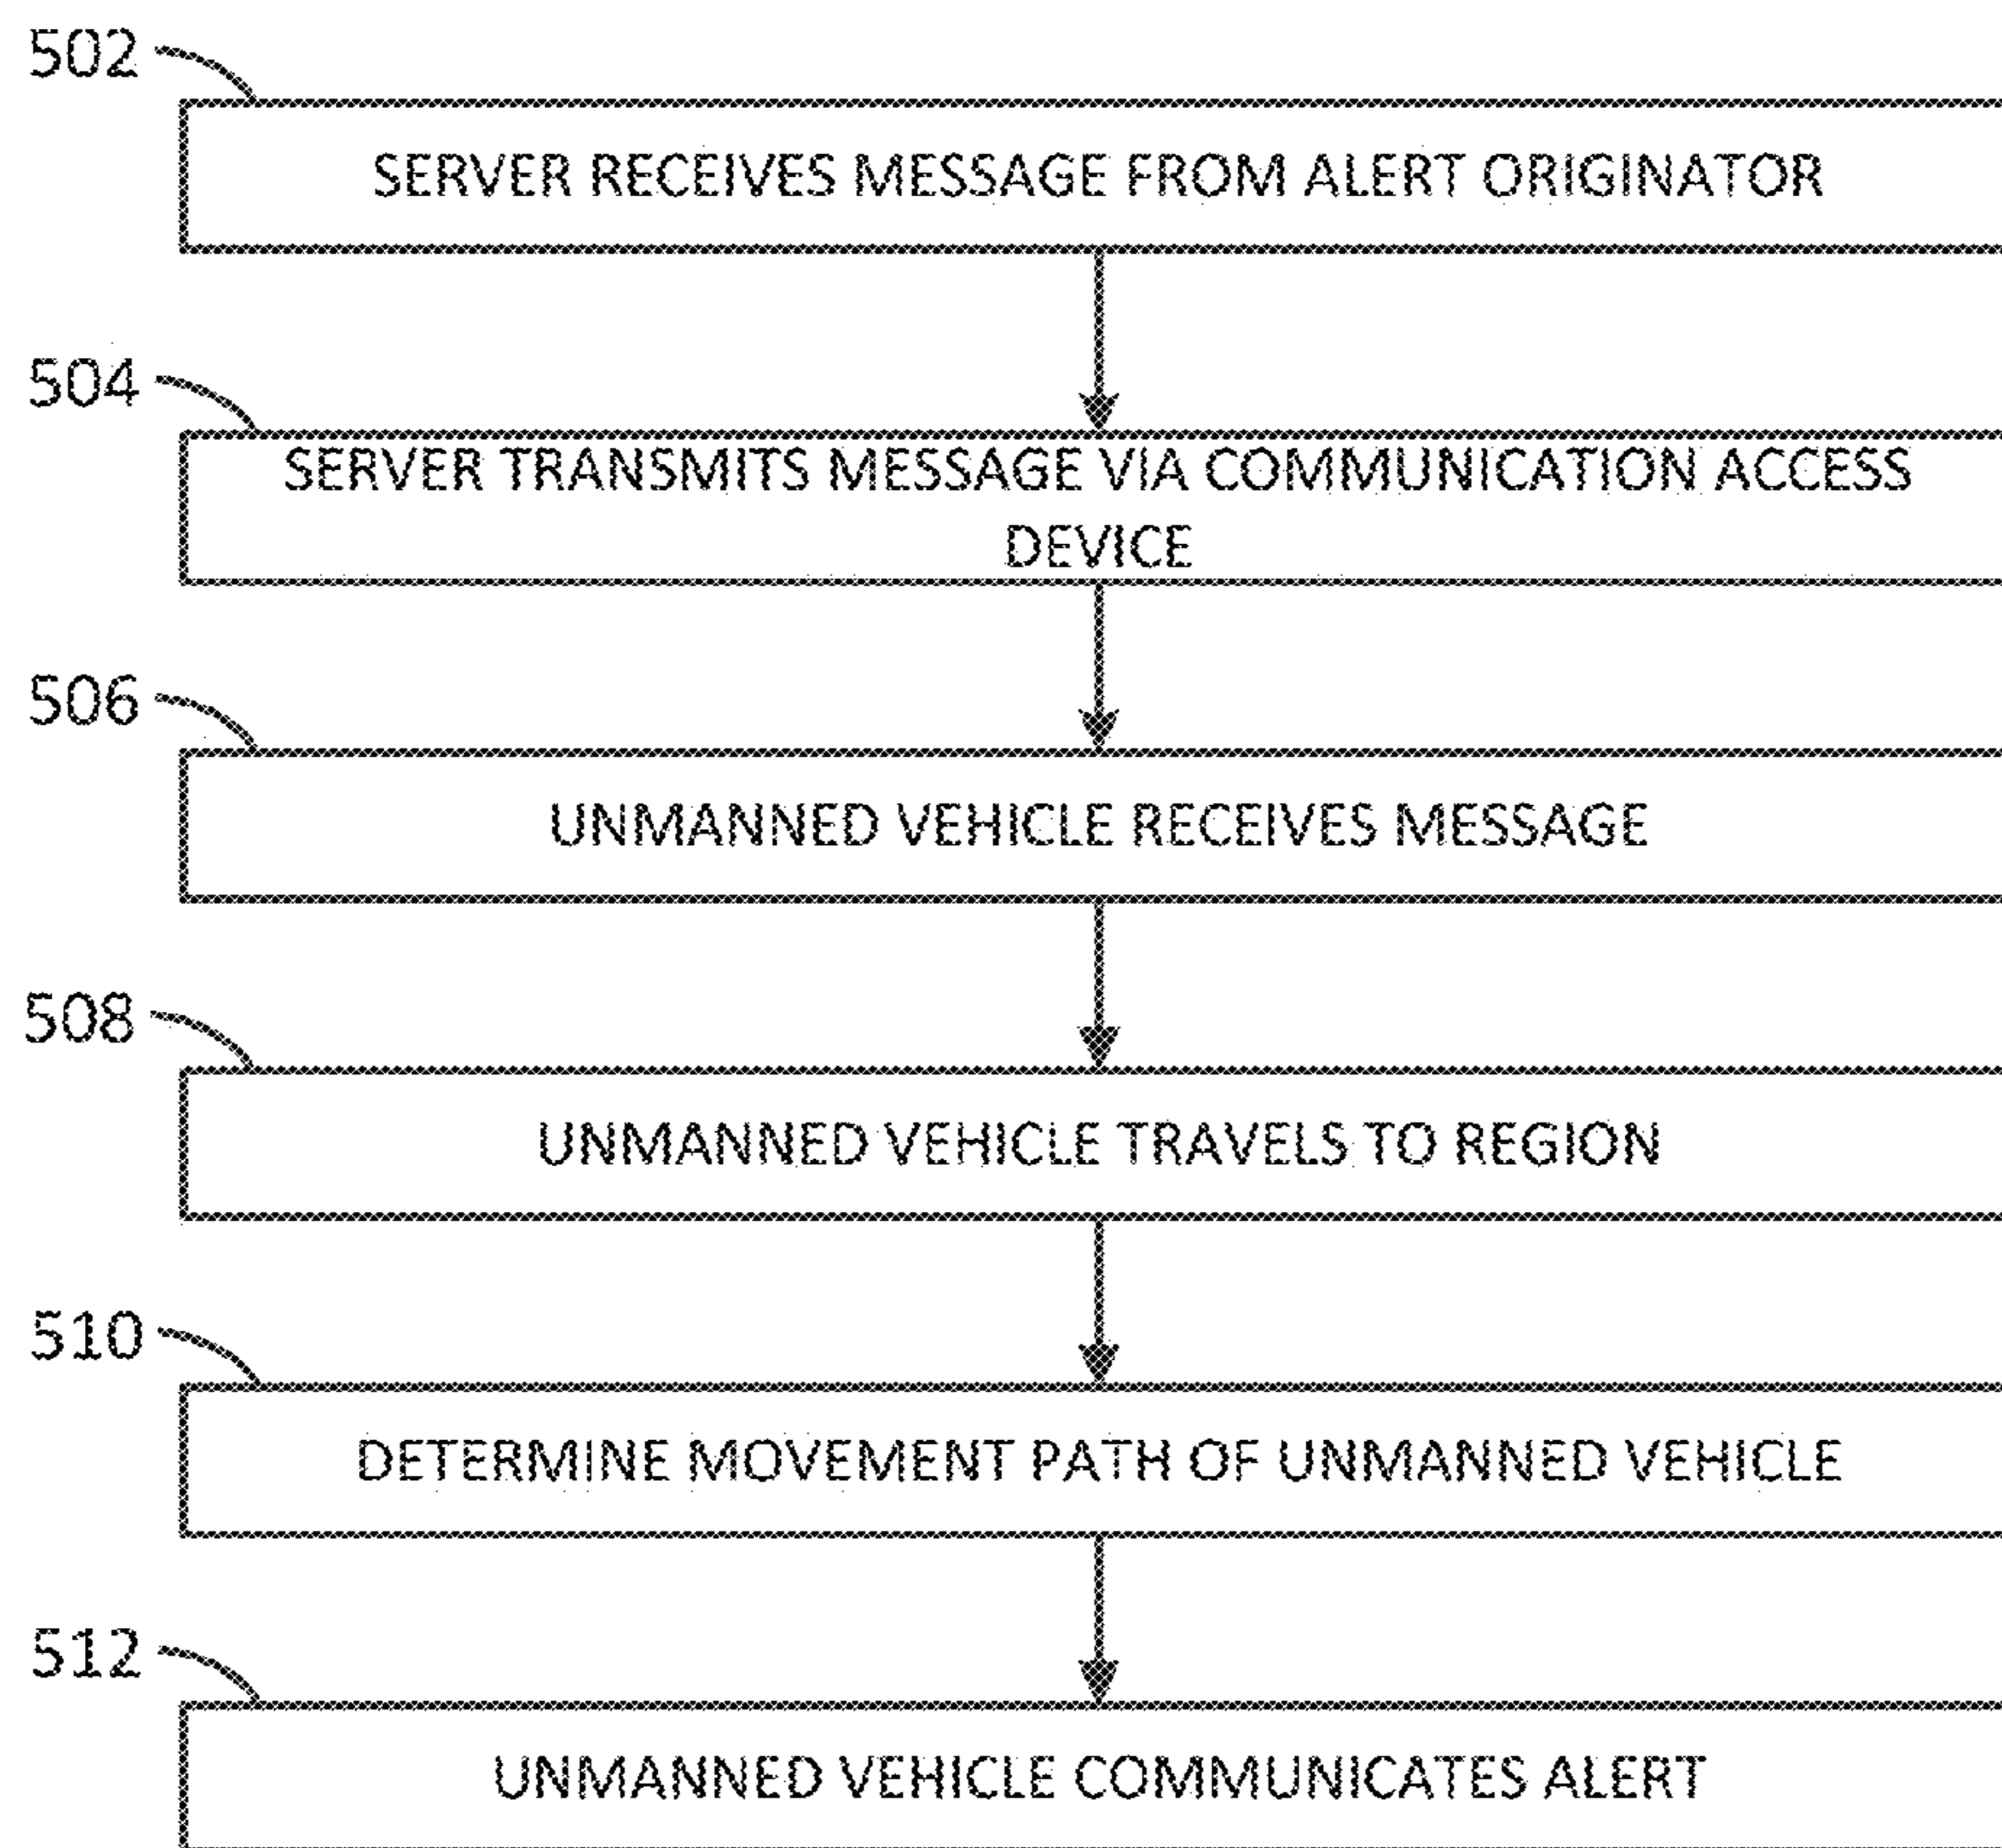 502
SERVER RECEIVES MESSAGE FROM ALERT ORIGINATOR
504
SERVER TRANSMITS MESSAGE VIA COMMUNICATION ACCESS
DEVICE
506
UNMANNED VEHICLE RECEIVES MESSAGE
508
UNMANNED VEHICLE TRAVELS TO REGION
510
DETERMINE MOVEMENT PATH OF UNMANNED VEHICLE
512
UNMANNED VEHICLE COMMUNICATES ALERT